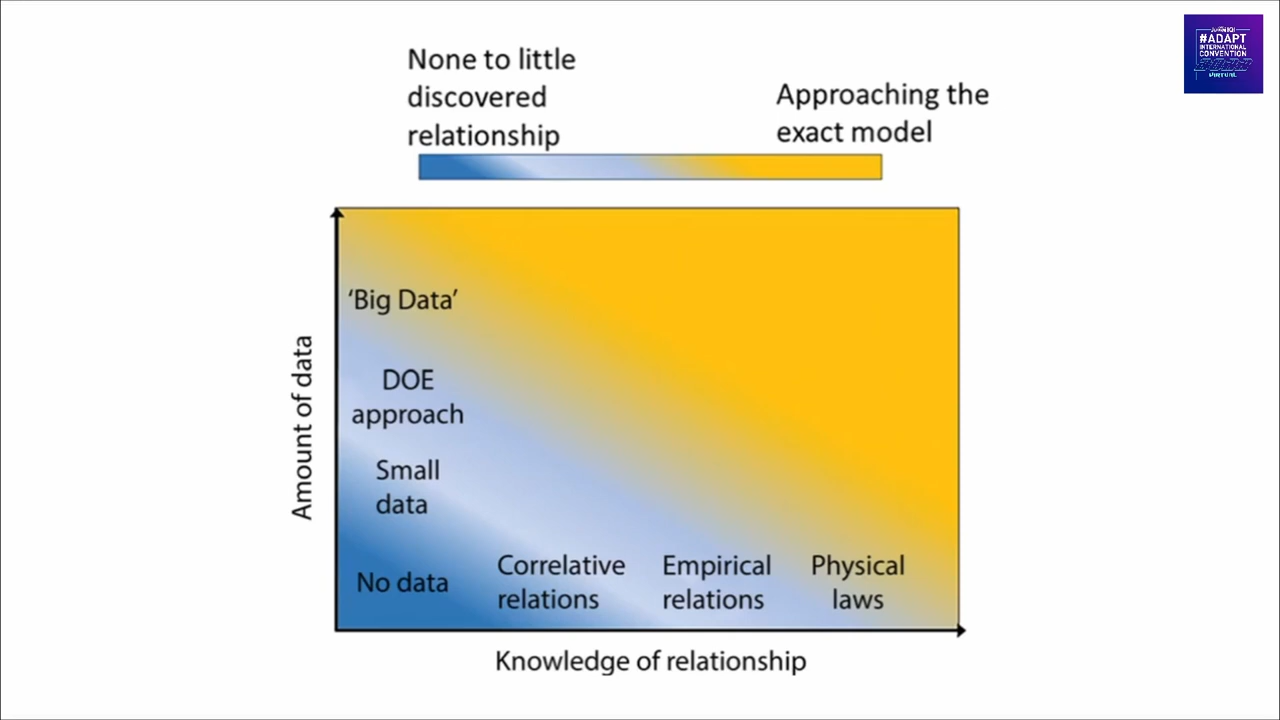 None to little
discovered
relationship
Approaching the
exact model
#ADAPT
INTERNATIONAL
CONVENTION
VIRTUAL
'Big Data'
DOE
approach
Small
data
No data
Correlative
relations
Empirical
relations
Physical
laws
Amount of data
Knowledge of relationship